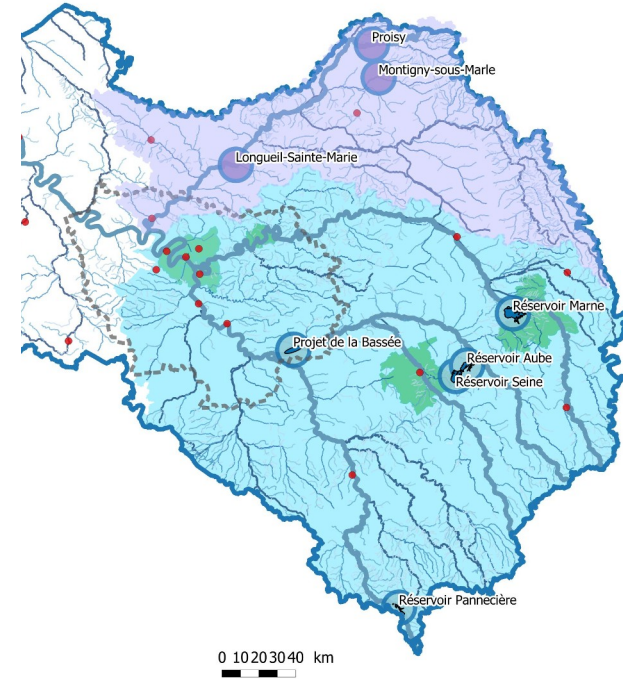 Proisy
Montigny-sous-Marle
Longueil-Sainte-Marie
Réservoir Marne
Projet de la Bassée
Réservoir Aube
Réservoir Seine
Réservoir Pannecière
0 10 20 30 40 km